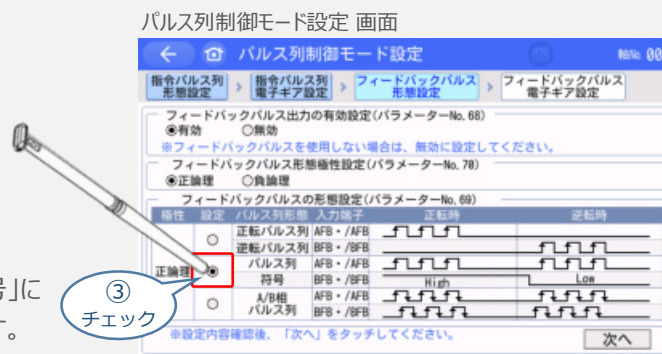 パルス列制御モード設定 画面
パルス列制御モード設定
軸No. 00
指令パルス列
形態設定
>
指令パルス列
電子ギア設定
>
フィードバックパルス
形態設定
>
フィードバックパルス
電子ギア設定
フィードバックパルス出力の有効設定(パラメーターNo.68)
◉有効 ○無効
※フィードバックパルスを使用しない場合は、無効に設定してください。
フィードバックパルス形態極性設定(パラメーターNo.70)
◉正論理 ○負論理
フィードバックパルスの形態設定(パラメーターNo.69)
極性 設定 パルス列形態 入力端子 正転時 逆転時
正転パルス列 AFB・/AFB
逆転パルス列 BFB・/BFB
正論理
パルス列 AFB・/AFB
符号 BFB・/BFB High Low
A/B相
パルス列
AFB・/AFB
BFB・/BFB
※設定内容確認後、「次へ」をタッチしてください。
次へ
号」に
③
チェック
す。